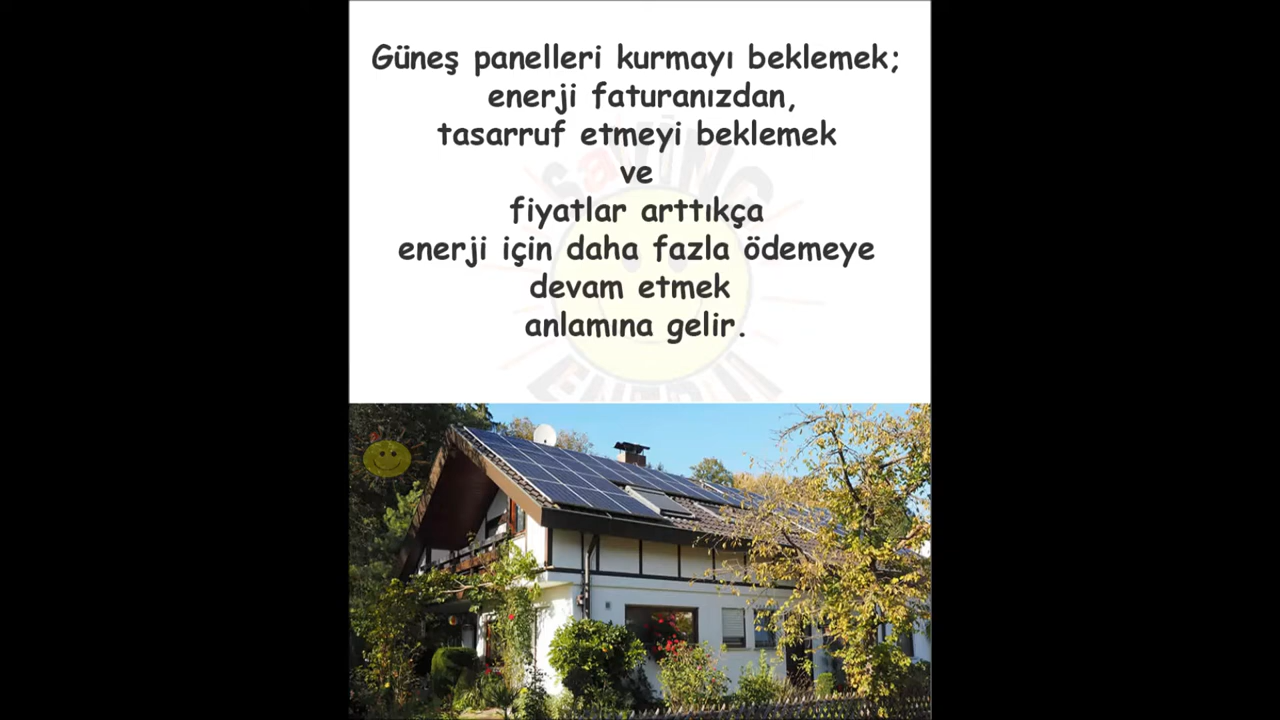 Güneş panelleri kurmayı beklemek;
enerji faturanızdan,
tasarruf etmeyi beklemek
ve
fiyatlar arttıkça
enerji için daha fazla ödemeye
devam etmek
anlamına gelir.